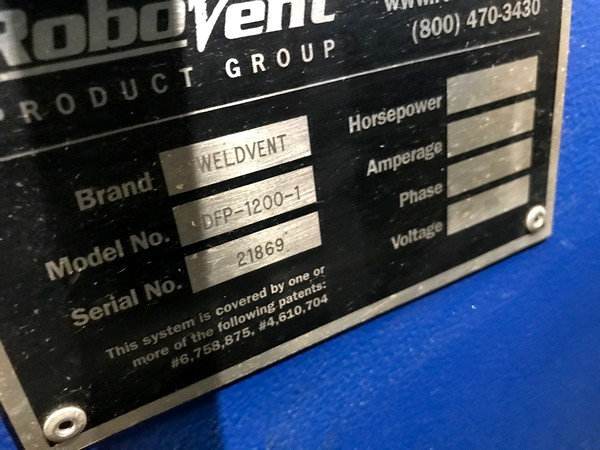 RoboVent
PRODUCT GROUP
(800) 470-3430
Brand WELDVENT
Model No. DFP-1200-1
Serial No. 21869
Horsepower
Amperage
Phase
Voltage
This system is covered by one or
more of the following patents:
#6,758,875, #4,610,704